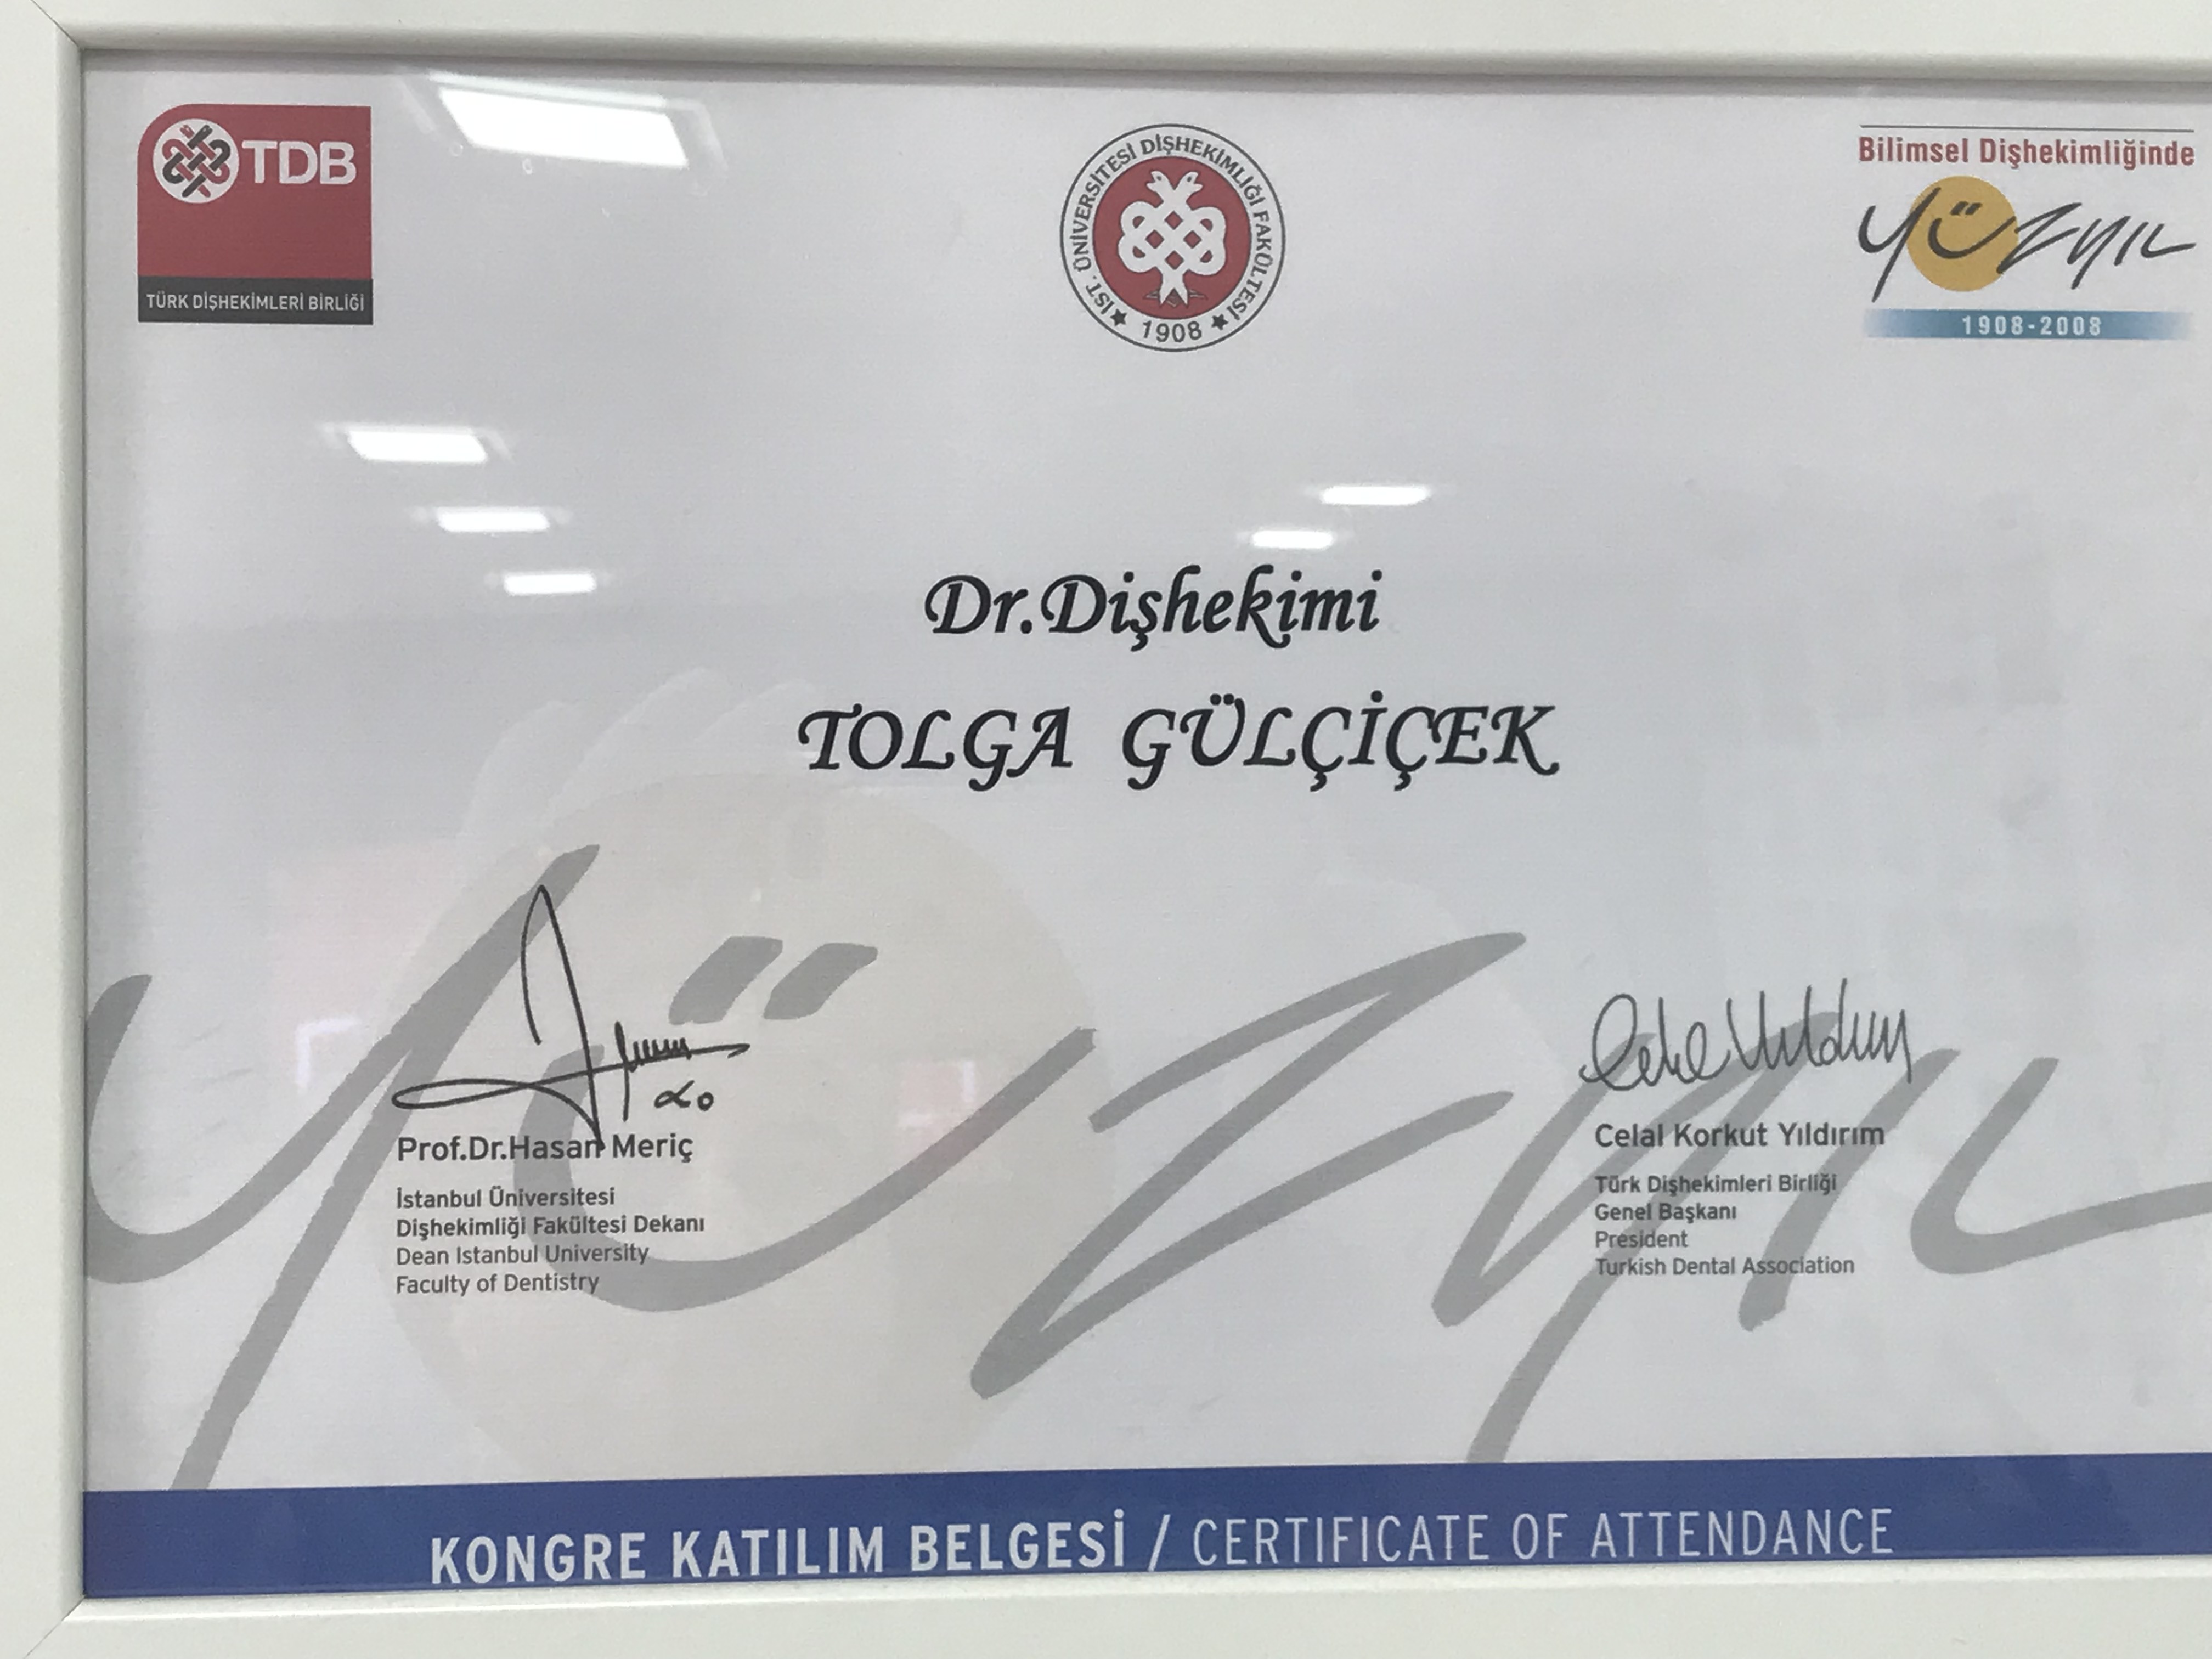 TDB
TÜRK DİŞHEKİMLERİ BİRLİĞİ
İST. ÜNİVERSİTESİ DİŞHEKİMLİĞİ FAKÜLTESİ
★ 1908 ★
Bilimsel Dişhekimliğinde
YÜZYIL
1908-2008
Dr.Dişhekimi
TOLGA GÜLÇİÇEK
YÜZYIL
Prof.Dr.Hasan Meriç
İstanbul Üniversitesi
Dişhekimliği Fakültesi Dekanı
Dean Istanbul University
Faculty of Dentistry
Celal Korkut Yıldırım
Türk Dişhekimleri Birliği
Genel Başkanı
President
Turkish Dental Association
KONGRE KATILIM BELGESİ / CERTIFICATE OF ATTENDANCE